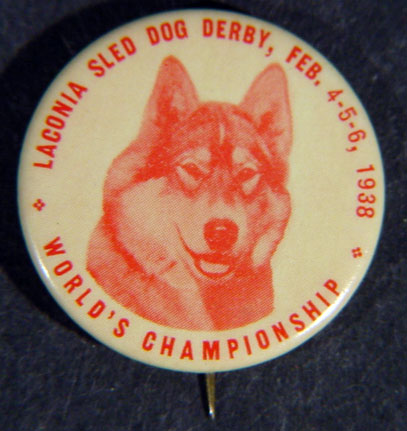 LACONIA SLED DOG DERBY, FEB. 4-5-6, 1938
WORLD'S CHAMPIONSHIP